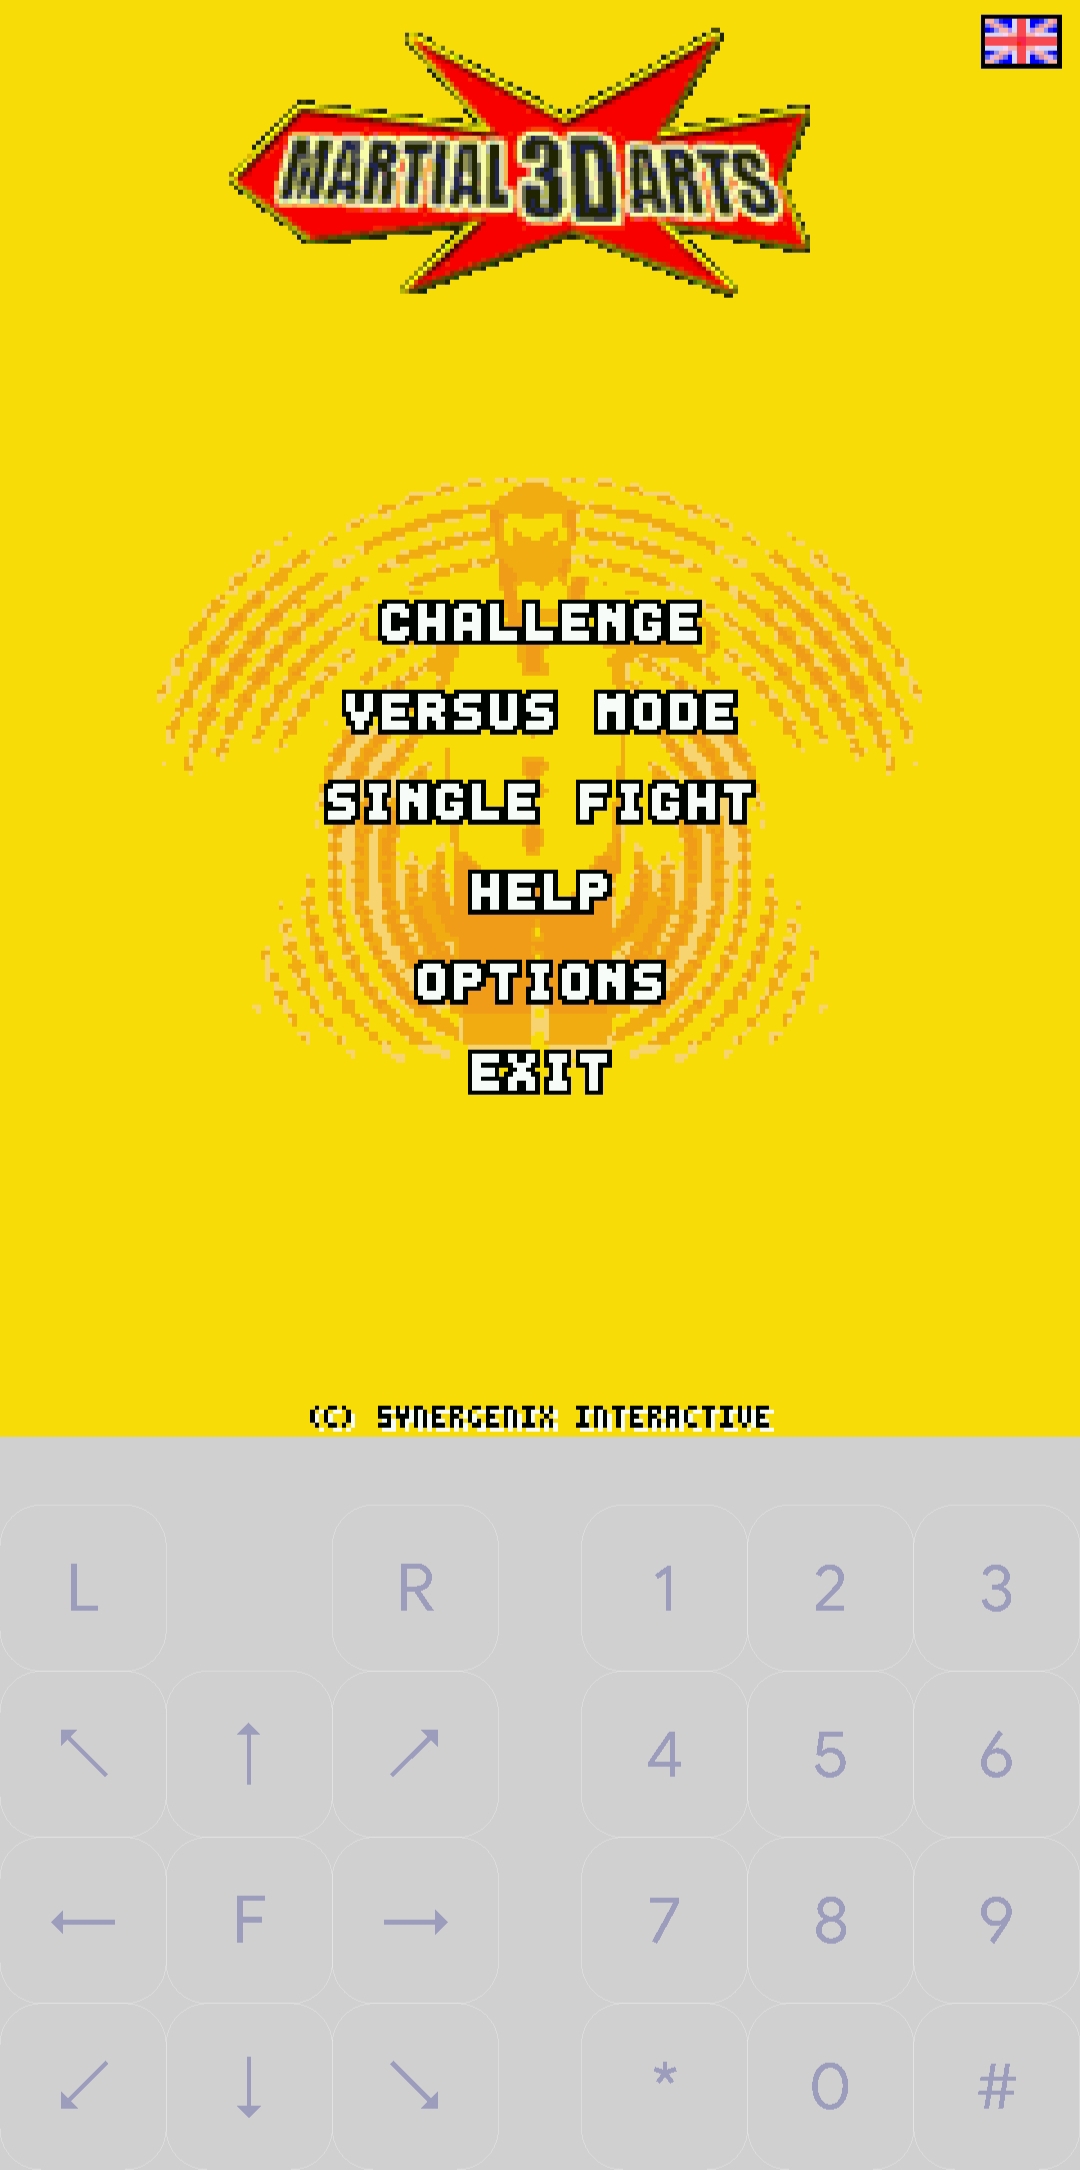 MARTIAL 3D ARTS
CHALLENGE
VERSUS MODE
SINGLE FIGHT
HELP
OPTIONS
EXIT
(C) SYNERGENIX INTERACTIVE
L R 1 2 3
↖ ↑ ↗ 4 5 6
← F → 7 8 9
↙ ↓ ↘ * 0 #